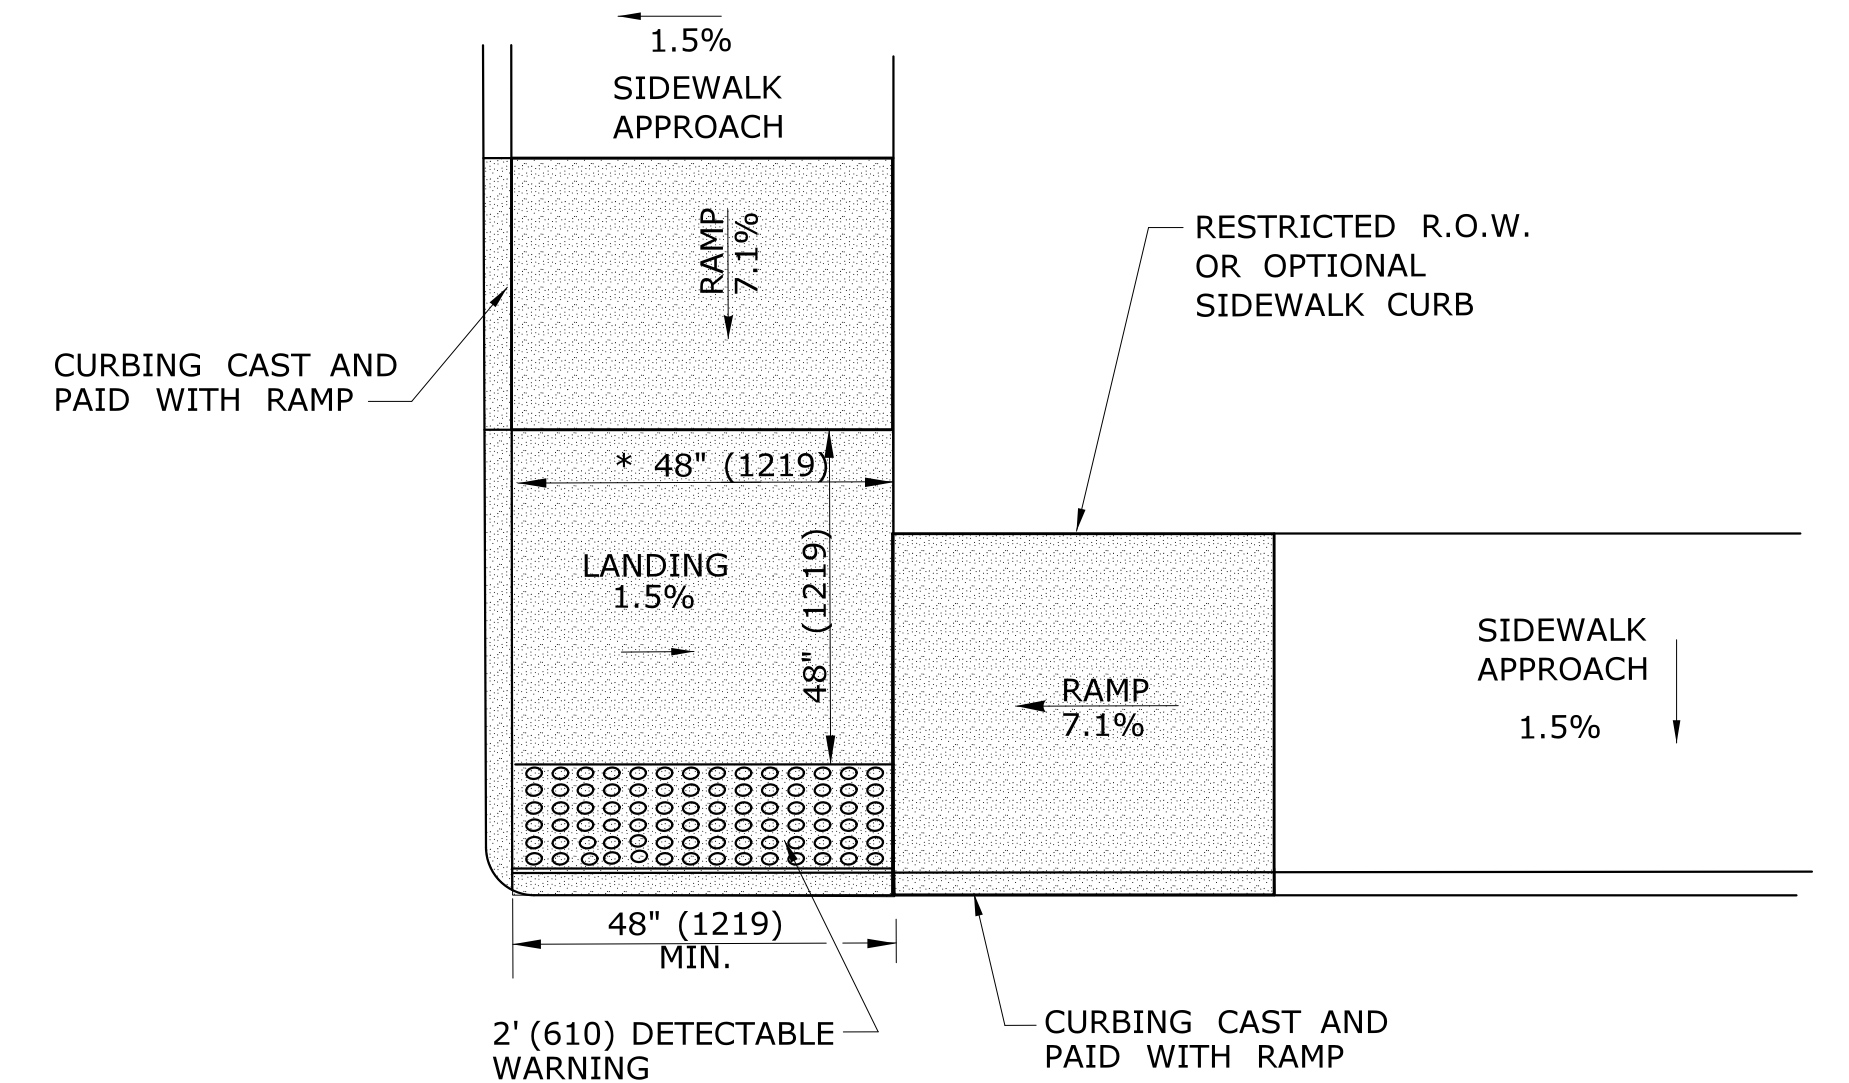 1.5%
SIDEWALK
APPROACH
RAMP
7.1%
RESTRICTED R.O.W.
OR OPTIONAL
SIDEWALK CURB
CURBING CAST AND
PAID WITH RAMP
* 48" (1219)
48" (1219)
LANDING
1.5%
SIDEWALK
APPROACH
1.5%
RAMP
7.1%
48" (1219)
MIN.
2' (610) DETECTABLE
WARNING
CURBING CAST AND
PAID WITH RAMP